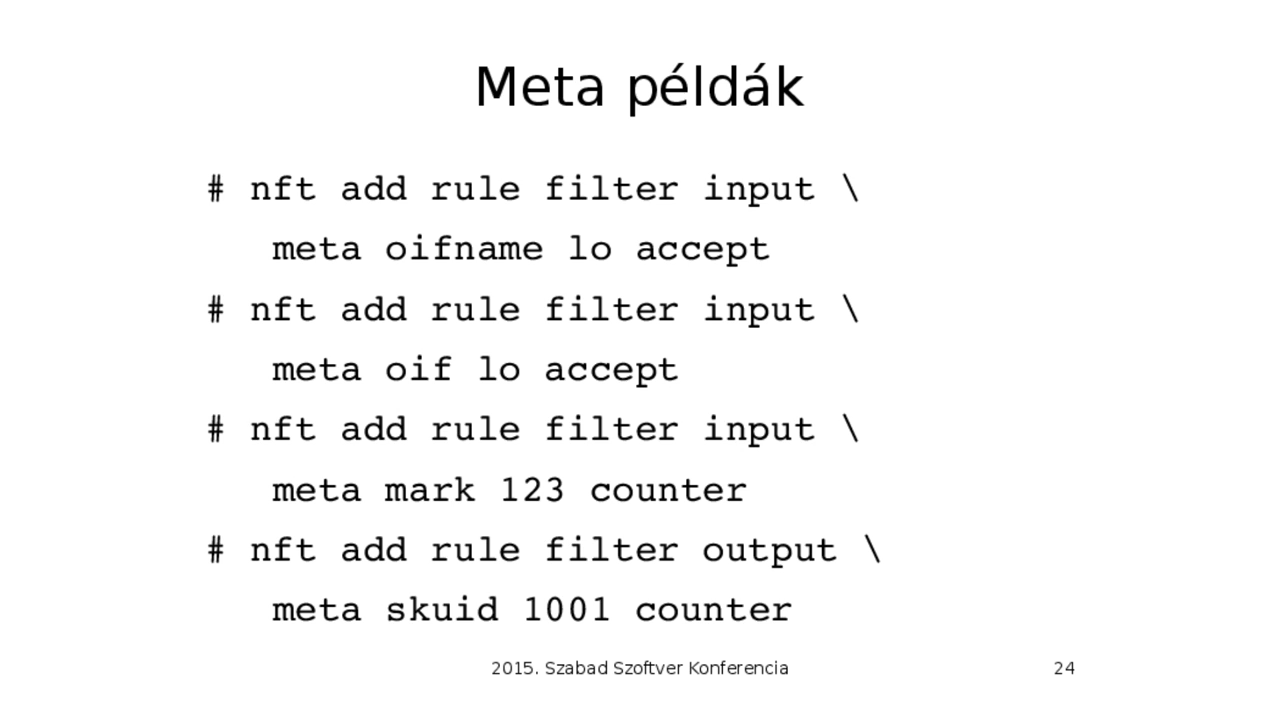 Meta példák
# nft add rule filter input \
meta oifname lo accept
# nft add rule filter input \
meta oif lo accept
# nft add rule filter input \
meta mark 123 counter
# nft add rule filter output \
meta skuid 1001 counter
2015. Szabad Szoftver Konferencia
24